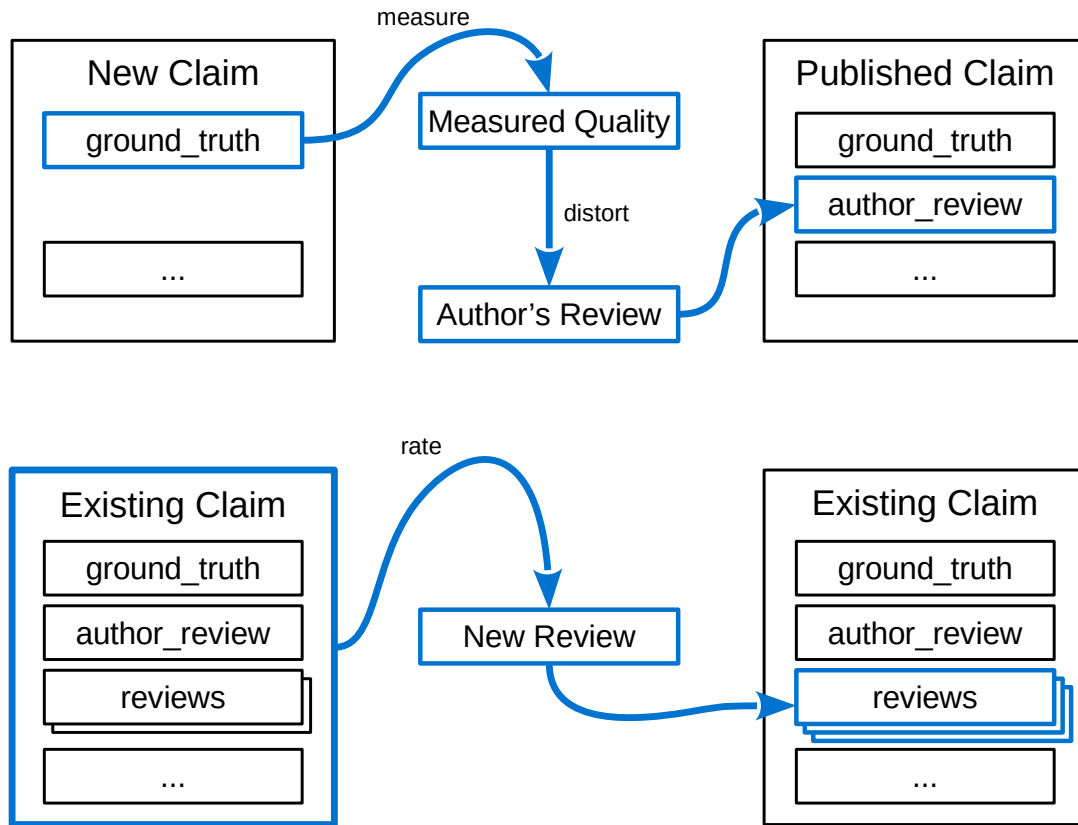 measure
New Claim
ground_truth
...
Measured Quality
distort
Author’s Review
Published Claim
ground_truth
author_review
...
rate
Existing Claim
ground_truth
author_review
reviews
...
New Review
Existing Claim
ground_truth
author_review
reviews
...